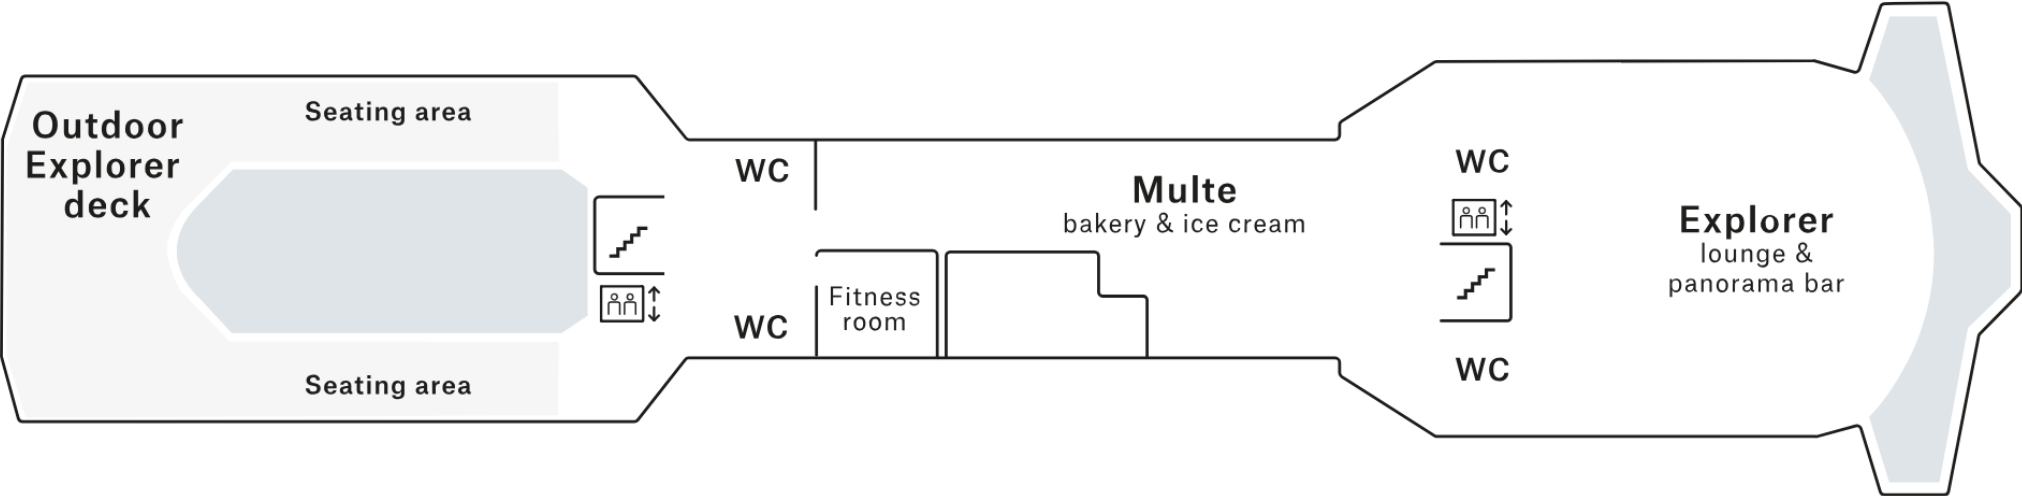 Outdoor
Explorer
deck
Seating area
Seating area
WC
WC
Fitness
room
Multe
bakery & ice cream
WC
WC
Explorer
lounge &
panorama bar